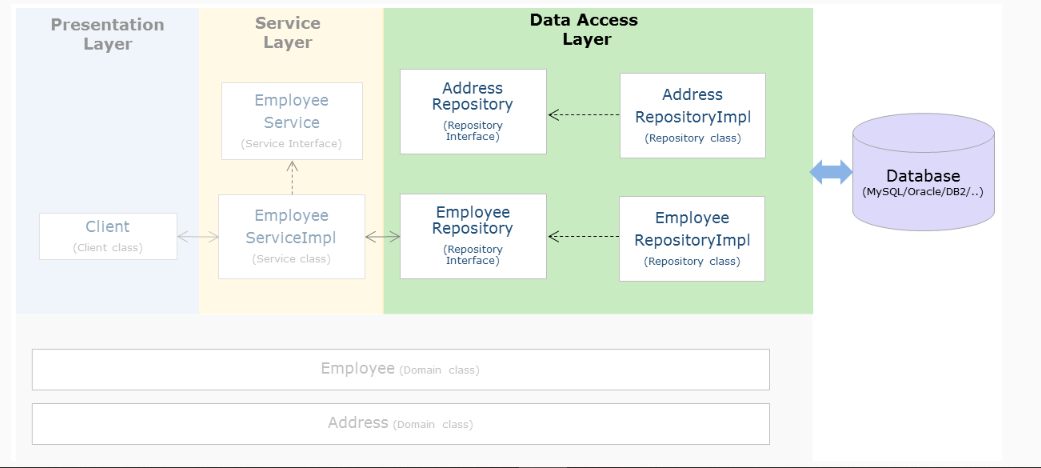 Presentation
Layer
Service
Layer
Data Access
Layer
Employee
Service
(Service Interface)
Address
Repository
(Repository
Interface)
Address
RepositoryImpl
(Repository class)
Database
(MySQL/Oracle/DB2/..)
Client
(Client class)
Employee
ServiceImpl
(Service class)
Employee
Repository
(Repository
Interface)
Employee
RepositoryImpl
(Repository class)
Employee (Domain class)
Address (Domain class)